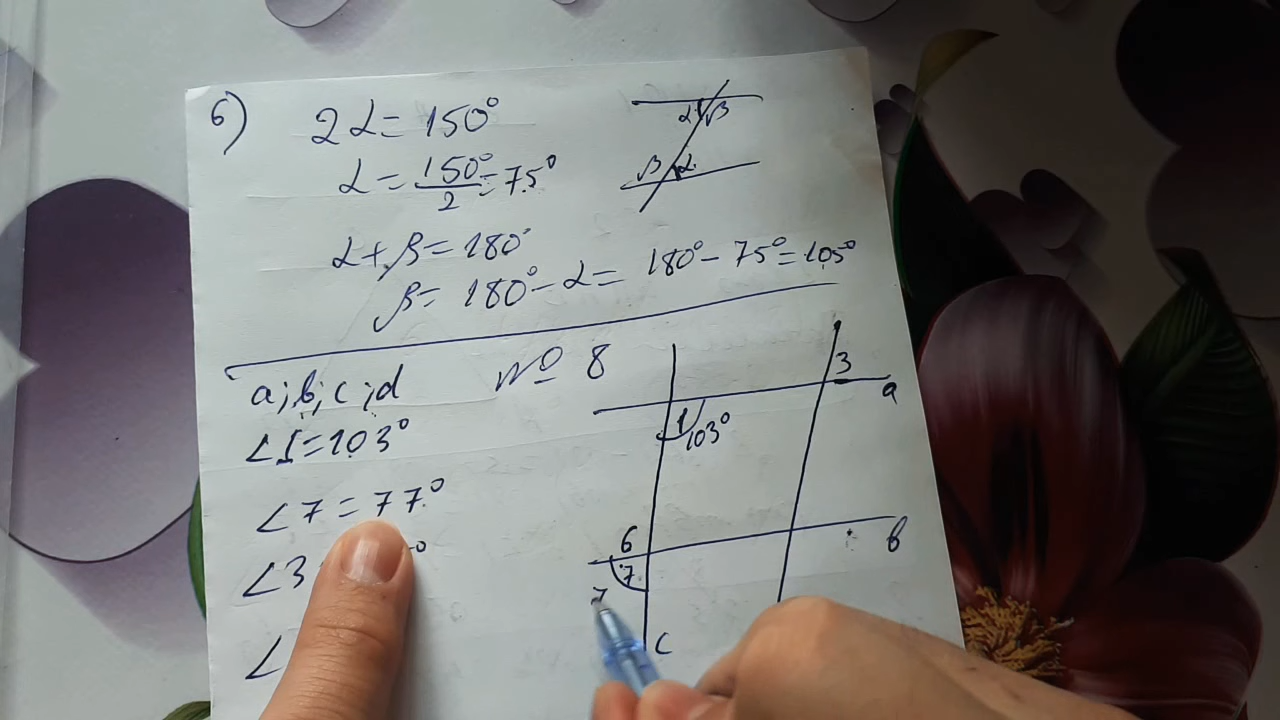 6)
2α = 150°
α = 150°/2 = 75°
α + β = 180°
β = 180° - α = 180° - 75° = 105°
α β
β α
a; b; c; d
№ 8
∠1 = 103°
∠7 = 77°
∠3
∠
3
a
1
103°
6
b
7
7
c